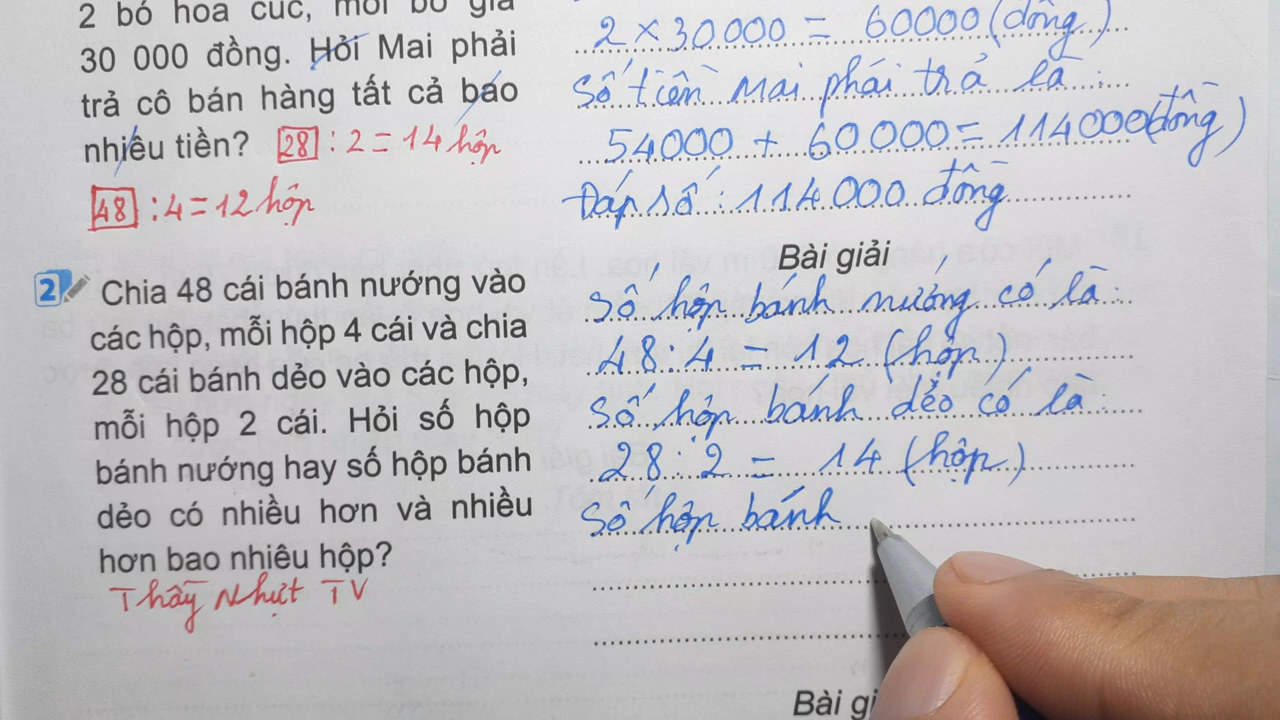 2 bó hoa cúc, mỗi bó giá
30 000 đồng. Hỏi Mai phải
trả cô bán hàng tất cả bao
nhiêu tiền?
28 : 2 = 14 hộp
48 : 4 = 12 hộp
2 x 30000 = 60000 (đồng)
Số tiền Mai phải trả là :
54000 + 60000 = 114000 (đồng)
Đáp số : 114000 đồng
2
Chia 48 cái bánh nướng vào
các hộp, mỗi hộp 4 cái và chia
28 cái bánh dẻo vào các hộp,
mỗi hộp 2 cái. Hỏi số hộp
bánh nướng hay số hộp bánh
dẻo có nhiều hơn và nhiều
hơn bao nhiêu hộp?
Thầy Nhựt TV
Bài giải
Số hộp bánh nướng có là :
48 : 4 = 12 (hộp)
Số hộp bánh dẻo có là :
28 : 2 = 14 (hộp)
Số hộp bánh
Bài gi